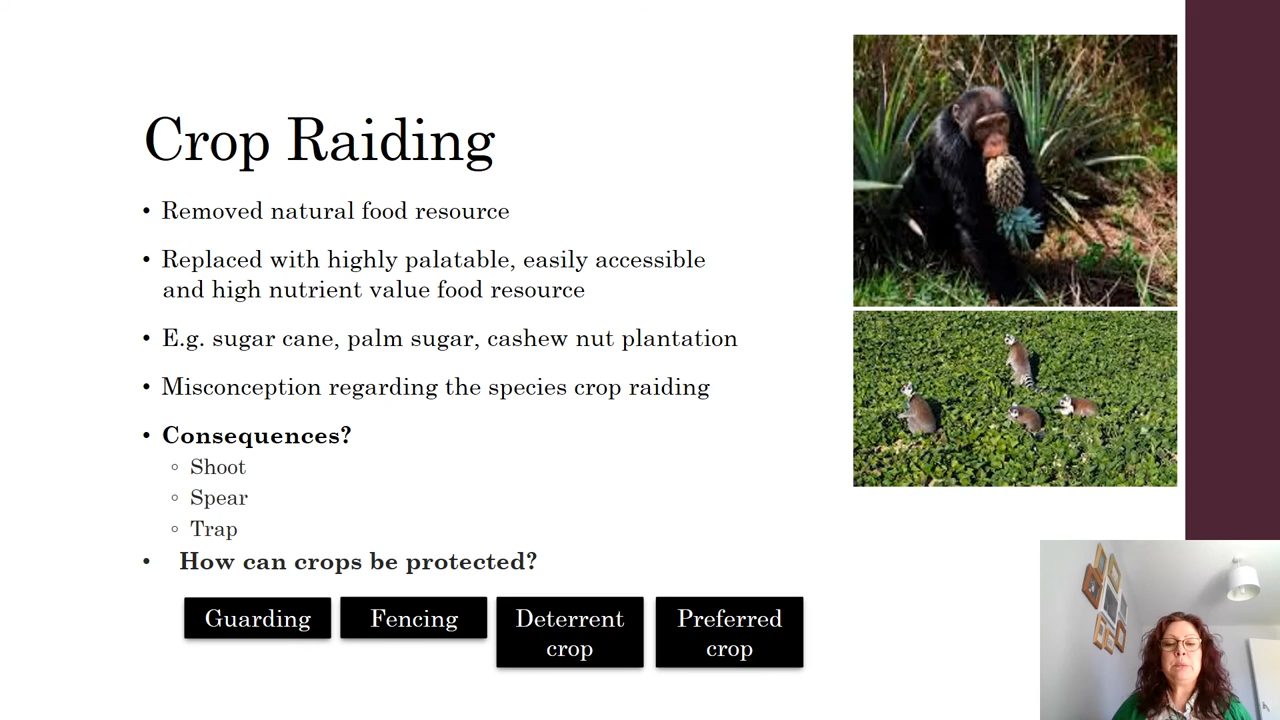 Crop Raiding
• Removed natural food resource
• Replaced with highly palatable, easily accessible
and high nutrient value food resource
• E.g. sugar cane, palm sugar, cashew nut plantation
• Misconception regarding the species crop raiding
• Consequences?
◦ Shoot
◦ Spear
◦ Trap
• How can crops be protected?
Guarding
Fencing
Deterrent
crop
Preferred
crop